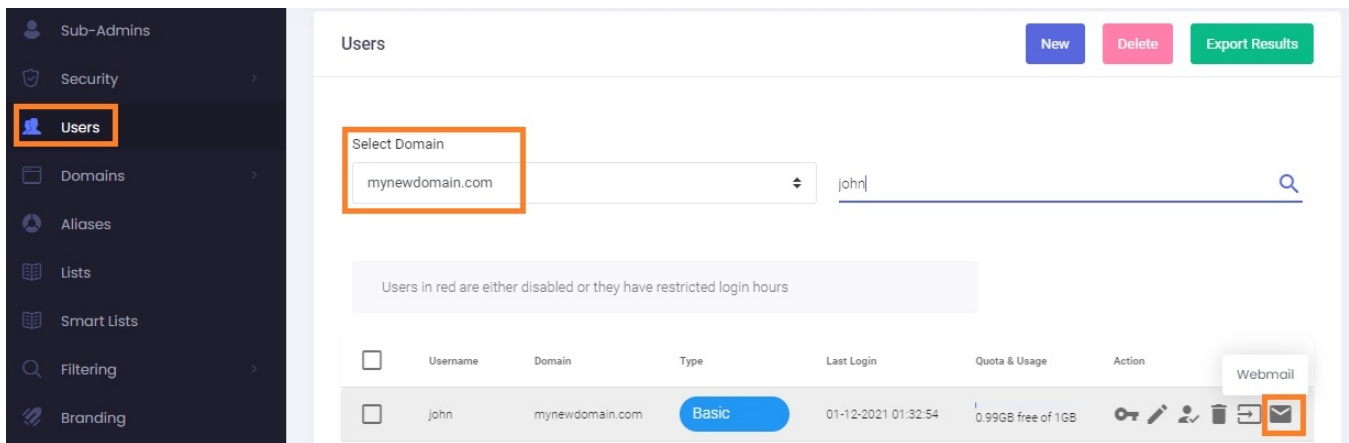 Sub-Admins
Security
Users
Domains
Aliases
Lists
Smart Lists
Filtering
Branding
Users
New
Delete
Export Results
Select Domain
mynewdomain.com
john
Users in red are either disabled or they have restricted login hours
Username Domain Type Last Login Quota & Usage Action
Webmail
john mynewdomain.com Basic 01-12-2021 01:32:54 0.99GB free of 1GB